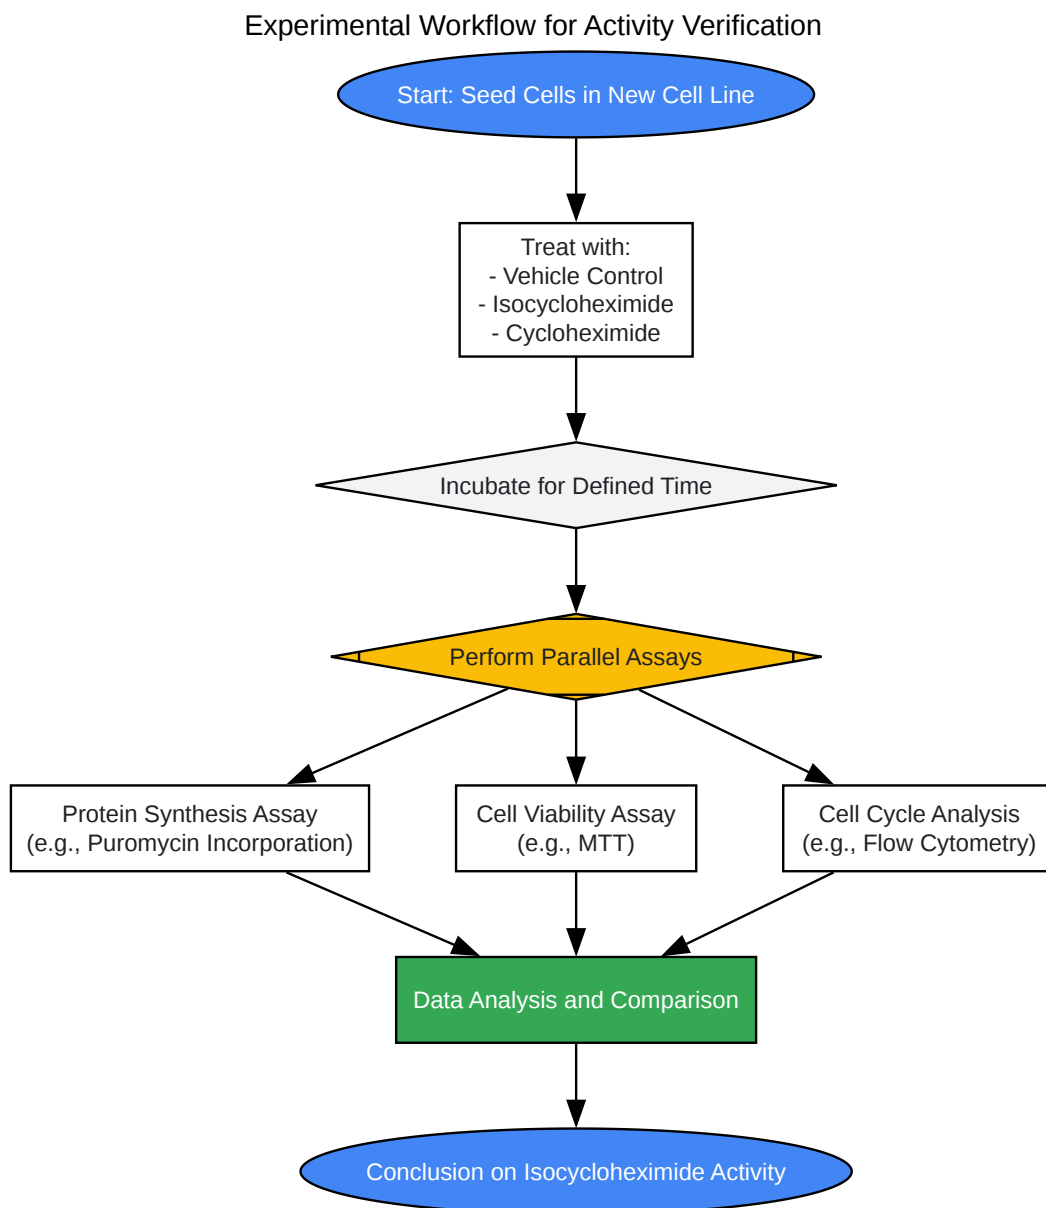 Experimental Workflow for Activity Verification
Start: Seed Cells in New Cell Line
Treat with:
- Vehicle Control
- Isocycloheximide
- Cycloheximide
Incubate for Defined Time
Perform Parallel Assays
Protein Synthesis Assay
(e.g., Puromycin Incorporation)
Cell Viability Assay
(e.g., MTT)
Cell Cycle Analysis
(e.g., Flow Cytometry)
Data Analysis and Comparison
Conclusion on Isocycloheximide Activity